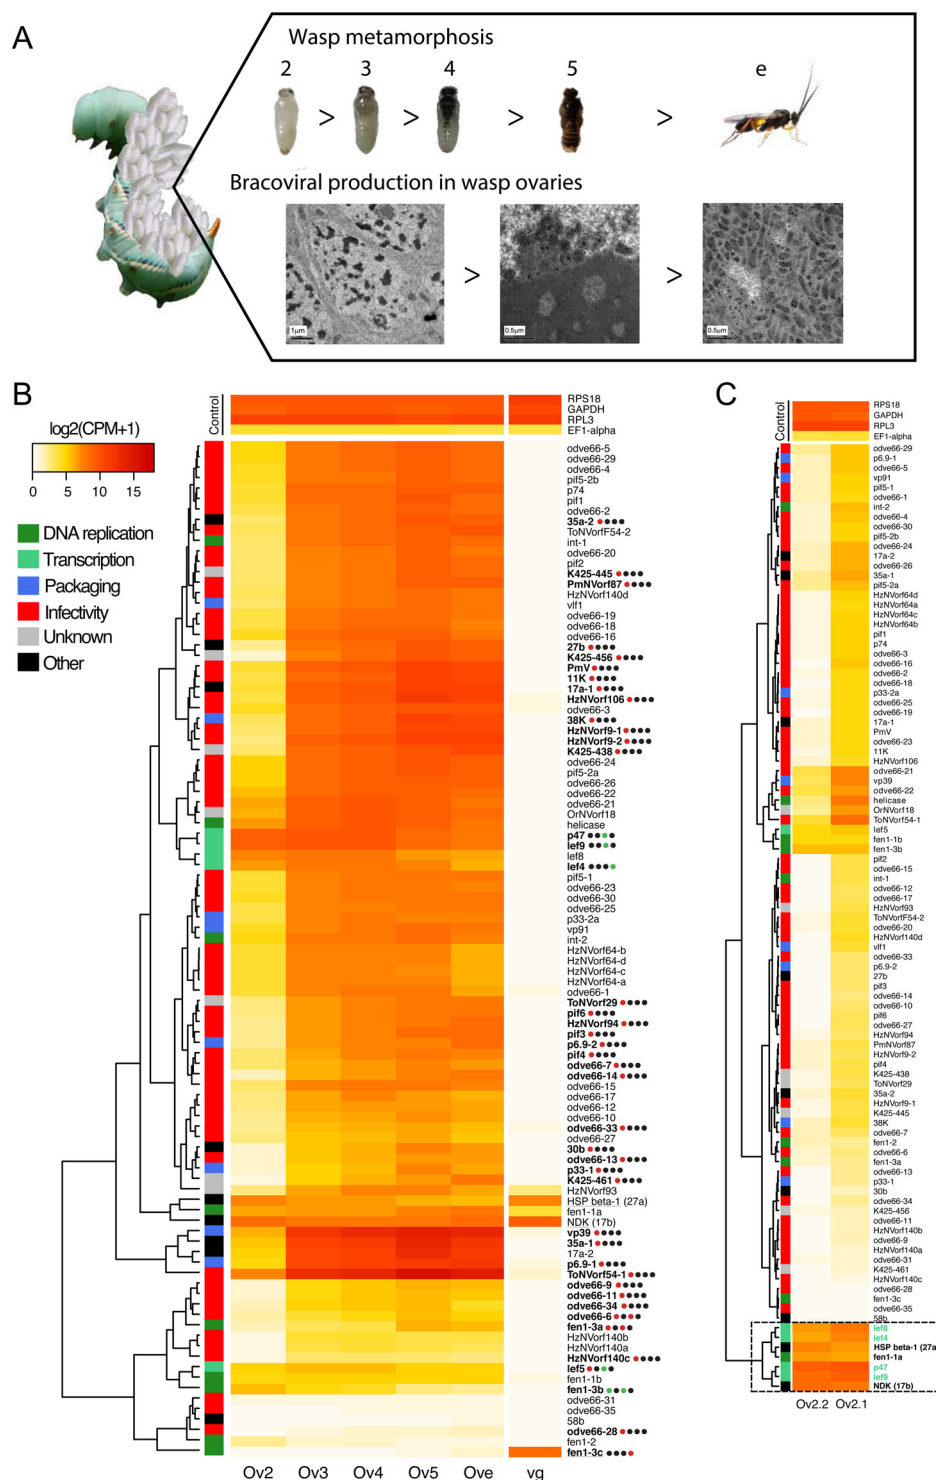 A
Wasp metamorphosis
2
3
4
5
e
>
>
>
>
Bracoviral production in wasp ovaries
>
>
1µm
0.5µm
0.5µm
B
log2(CPM+1)
0 5 10 15
DNA replication
Transcription
Packaging
Infectivity
Unknown
Other
Control
RPS18
GAPDH
RPL3
EF1-alpha
odve66-5
odve66-29
odve66-4
pif5-2b
p74
pif1
odve66-2
35a-2
ToNVorfF54-2
int-1
odve66-20
pif2
K425-445
PmNVorf87
HzNVorf140d
vlf1
odve66-19
odve66-18
odve66-16
27b
K425-456
PmV
11K
17a-1
HzNVorf106
odve66-3
38K
HzNVorf9-1
HzNVorf9-2
K425-438
odve66-24
pif5-2a
odve66-26
odve66-22
odve66-21
OrNVorf18
helicase
p47
lef9
lef8
lef4
pif5-1
odve66-23
odve66-30
odve66-25
p33-2a
vp91
int-2
HzNVorf64-b
HzNVorf64-d
HzNVorf64-c
HzNVorf64-a
odve66-1
ToNVorf29
pif6
HzNVorf94
pif3
p6.9-2
pif4
odve66-7
odve66-14
odve66-15
odve66-17
odve66-12
odve66-10
odve66-33
odve66-27
30b
odve66-13
p33-1
K425-461
HzNVorf93
HSP beta-1 (27a)
fen1-1a
NDK (17b)
vp39
35a-1
17a-2
p6.9-1
ToNVorf54-1
odve66-9
odve66-11
odve66-34
odve66-6
fen1-3a
HzNVorf140b
HzNVorf140a
HzNVorf140c
lef5
fen1-1b
fen1-3b
odve66-31
odve66-35
58b
odve66-28
fen1-2
fen1-3c
Ov2 Ov3 Ov4 Ov5 Ove vg
C
Control
RPS18
GAPDH
RPL3
EF1-alpha
odve66-29
p6.9-1
odve66-5
vp91
pif5-1
odve66-1
int-2
odve66-4
odve66-30
pif5-2b
odve66-24
17a-2
odve66-26
35a-1
pif5-2a
HzNVorf64d
HzNVorf64a
HzNVorf64c
HzNVorf64b
pif1
p74
odve66-3
odve66-16
odve66-2
odve66-18
p33-2a
odve66-25
odve66-19
17a-1
PmV
odve66-23
11K
HzNVorf106
odve66-21
vp39
odve66-22
helicase
OrNVorf18
ToNVorf54-1
lef5
fen1-1b
fen1-3b
pif2
odve66-15
int-1
odve66-12
odve66-17
HzNVorf93
ToNVorfF54-2
odve66-20
HzNVorf140d
vlf1
odve66-33
p6.9-2
27b
pif3
odve66-14
odve66-10
pif6
odve66-27
HzNVorf94
PmNVorf87
HzNVorf9-2
pif4
K425-438
ToNVorf29
35a-2
HzNVorf9-1
K425-445
38K
odve66-7
fen1-2
odve66-6
fen1-3a
odve66-13
p33-1
30b
odve66-34
K425-456
odve66-11
HzNVorf140b
odve66-9
HzNVorf140a
odve66-31
K425-461
HzNVorf140c
odve66-28
fen1-3c
odve66-35
58b
lef8
lef4
HSP beta-1 (27a
fen1-1a
p47
lef9
NDK (17b)
Ov2.2 Ov2.1